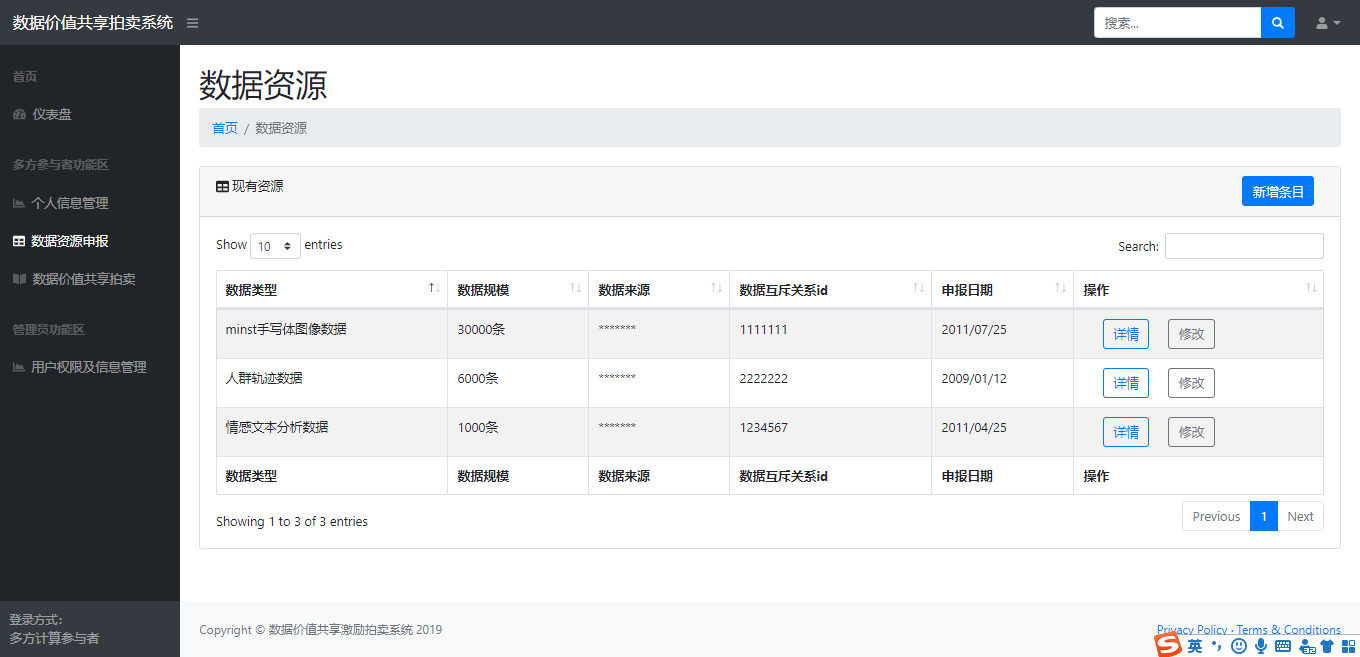 数据价值共享拍卖系统
搜索...
首页
仪表盘
多方参与者功能区
个人信息管理
数据资源申报
数据价值共享拍卖
管理员功能区
用户权限及信息管理
登录方式:
多方计算参与者
数据资源
首页 / 数据资源
现有资源
新增条目
Show 10 entries
Search:
数据类型 数据规模 数据来源 数据互斥关系id 申报日期 操作
minst手写体图像数据 30000条 ******* 1111111 2011/07/25 详情 修改
人群轨迹数据 6000条 ******* 2222222 2009/01/12 详情 修改
情感文本分析数据 1000条 ******* 1234567 2011/04/25 详情 修改
数据类型 数据规模 数据来源 数据互斥关系id 申报日期 操作
Showing 1 to 3 of 3 entries
Previous 1 Next
Copyright © 数据价值共享激励拍卖系统 2019
Privacy Policy · Terms & Conditions
英